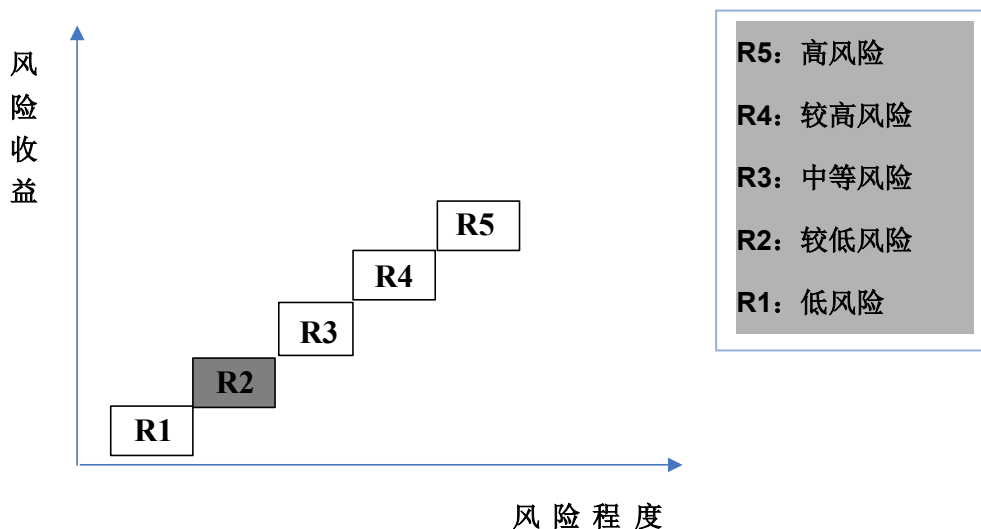 风
险
收
益
R5
R4
R3
R2
R1
风 险 程 度
R5：高风险
R4：较高风险
R3：中等风险
R2：较低风险
R1：低风险